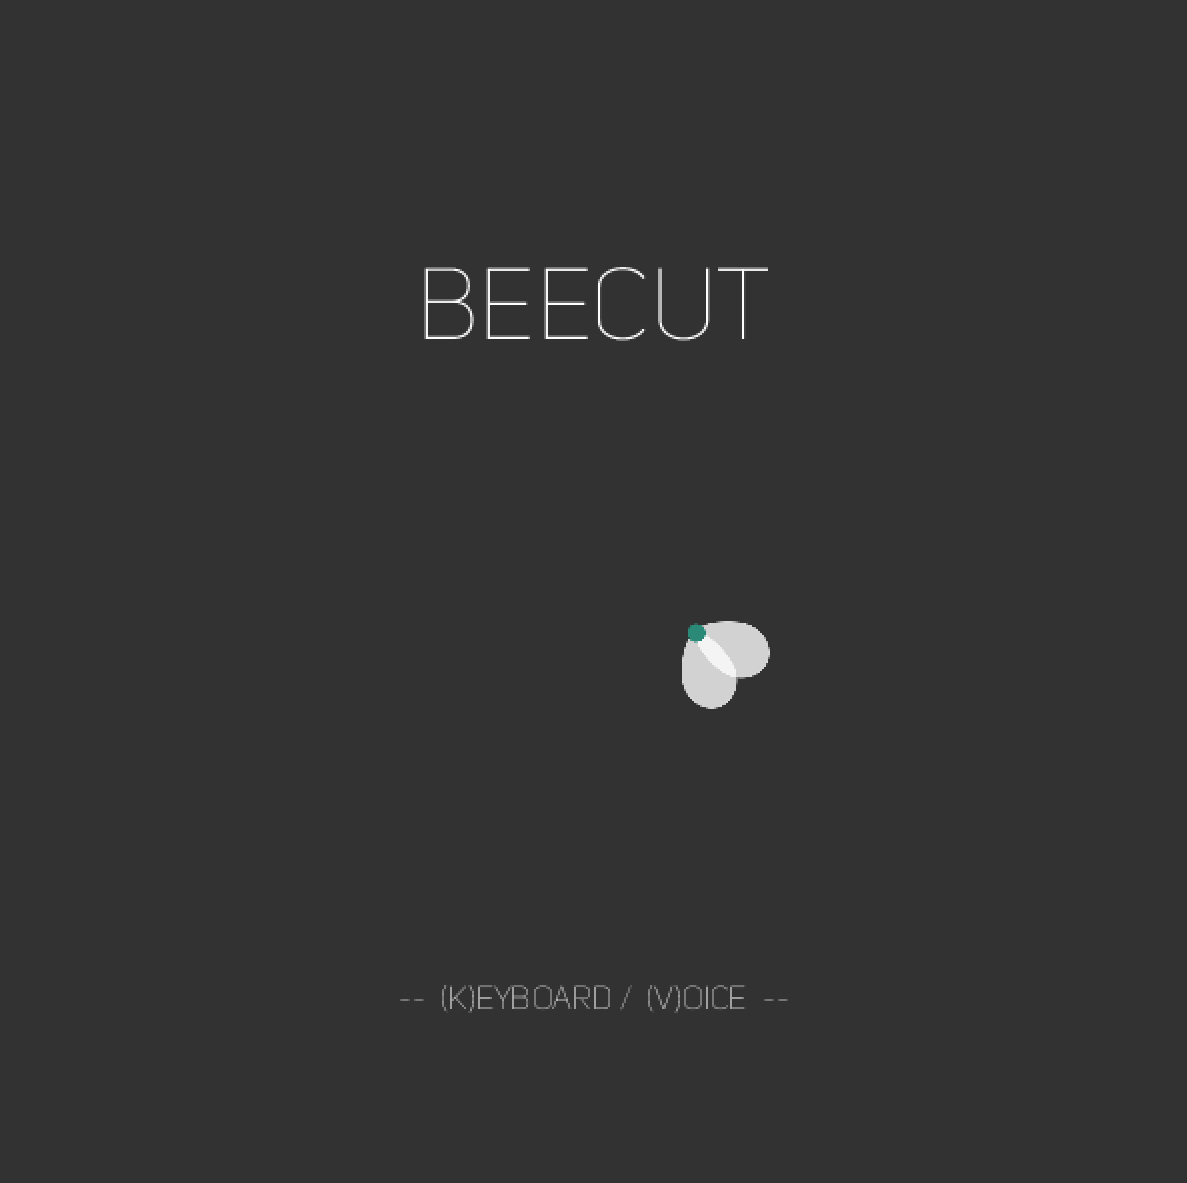 BEECUT
-- (K)EYBOARD / (V)OICE --